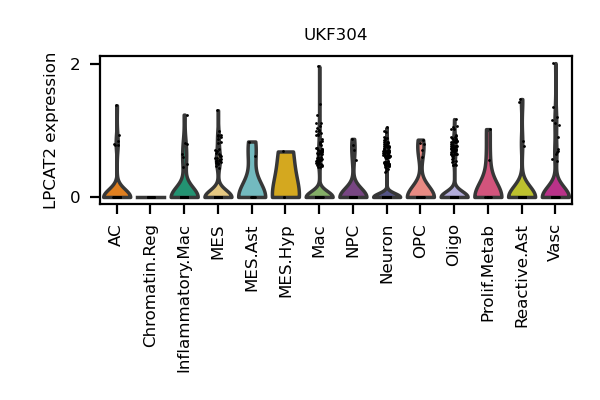 UKF304
LPCAT2 expression
2
0
AC
Chromatin.Reg
Inflammatory.Mac
MES
MES.Ast
MES.Hyp
Mac
NPC
Neuron
OPC
Oligo
Prolif.Metab
Reactive.Ast
Vasc